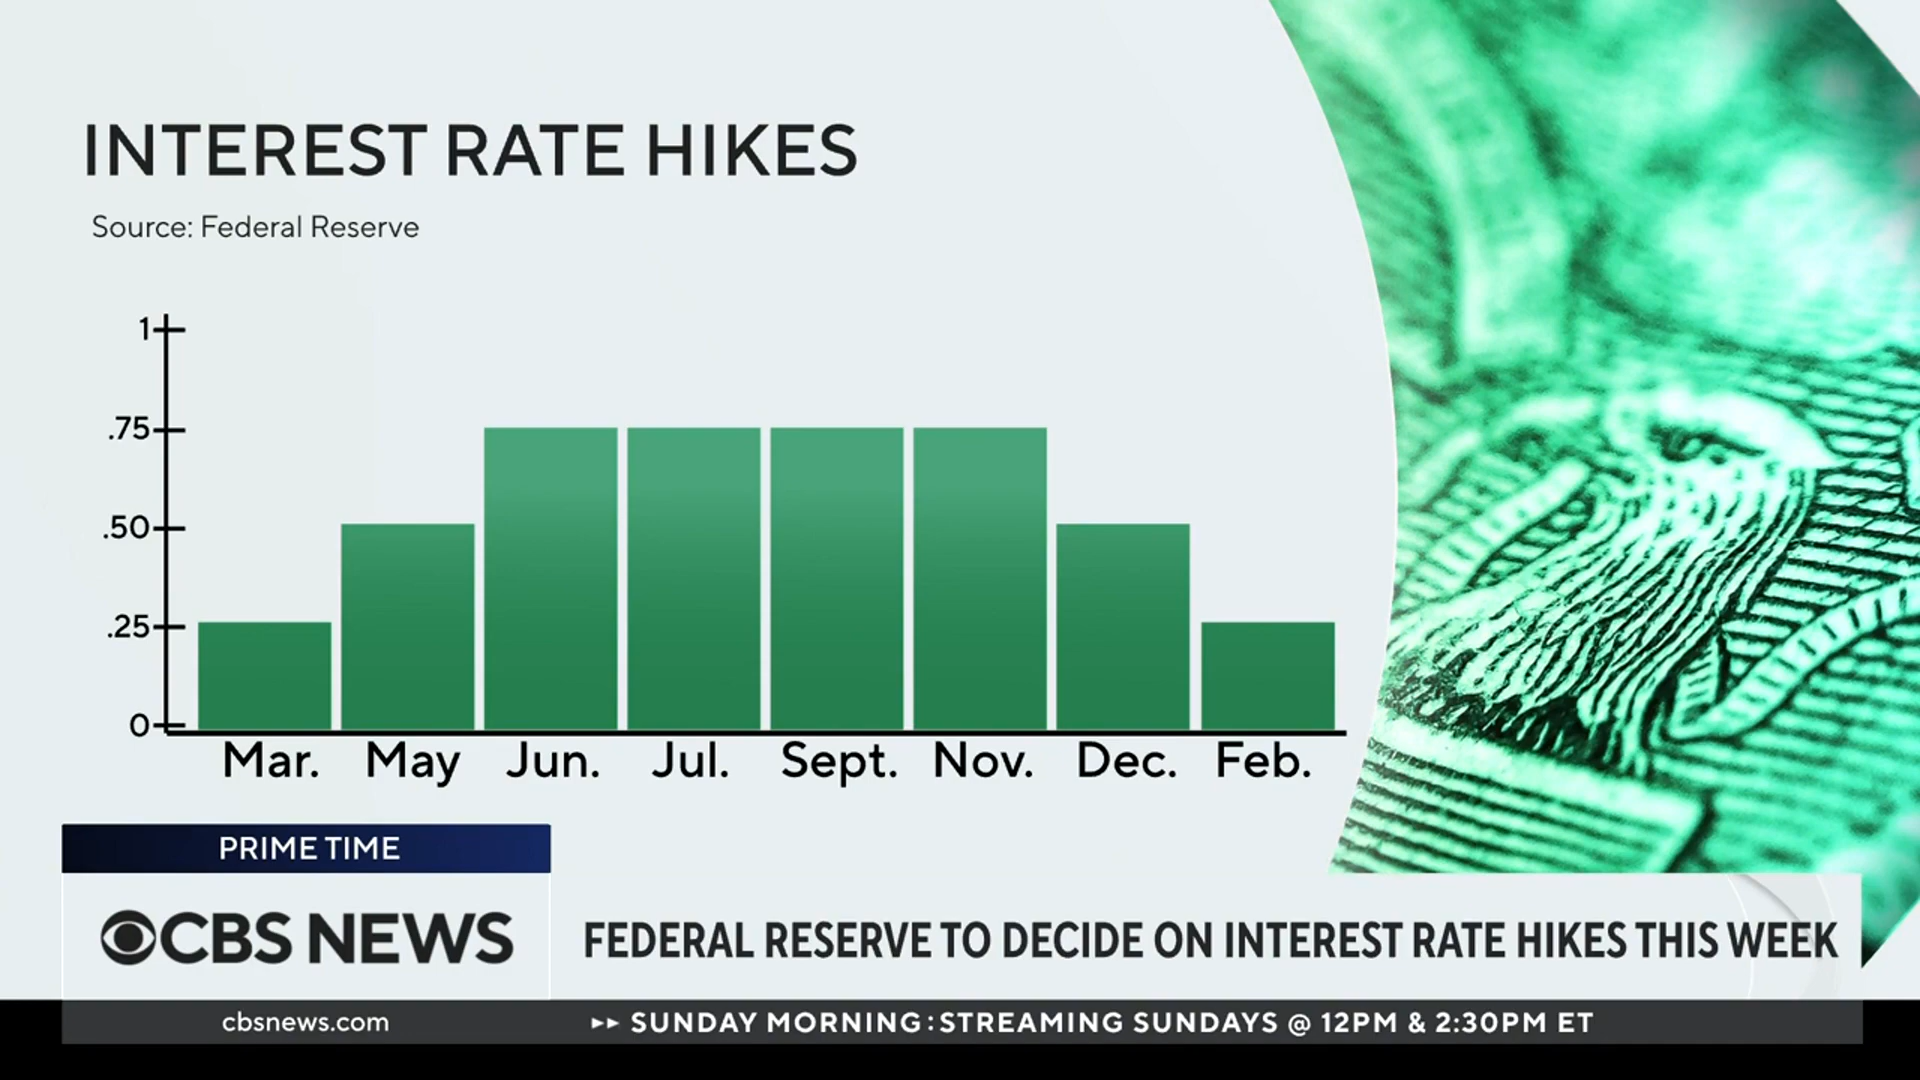 INTEREST RATE HIKES
Source: Federal Reserve
1
.75
.50
.25
0
Mar. May Jun. Jul. Sept. Nov. Dec. Feb.
PRIME TIME
CBS NEWS
FEDERAL RESERVE TO DECIDE ON INTEREST RATE HIKES THIS WEEK
cbsnews.com
SUNDAY MORNING: STREAMING SUNDAYS @ 12PM & 2:30PM ET